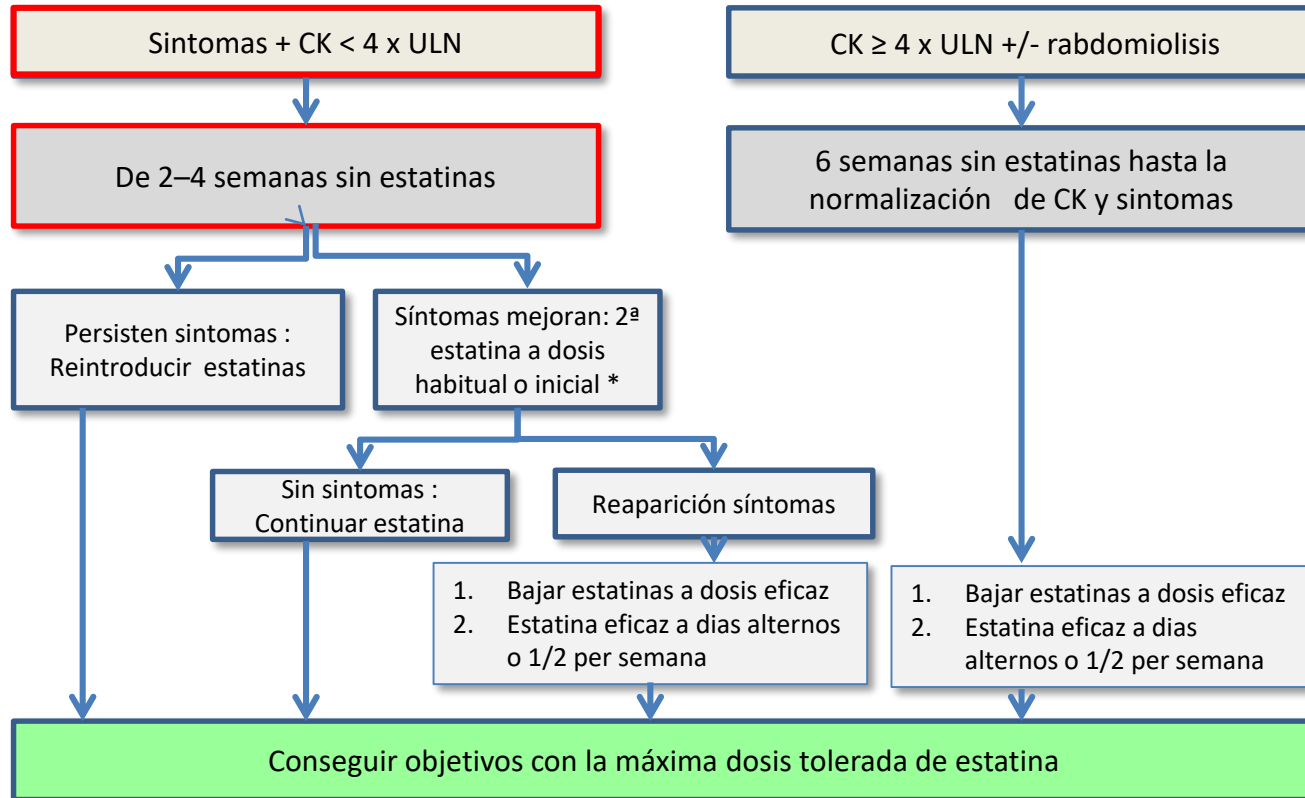 Sintomas + CK < 4 x ULN
CK ≥ 4 x ULN +/- rabdomiolisis
De 2–4 semanas sin estatinas
6 semanas sin estatinas hasta la
normalización de CK y sintomas
Persisten sintomas :
Reintroducir estatinas
Síntomas mejoran: 2ª
estatina a dosis
habitual o inicial *
Sin sintomas :
Continuar estatina
Reaparición síntomas
1. Bajar estatinas a dosis eficaz
2. Estatina eficaz a dias alternos
o 1/2 per semana
1. Bajar estatinas a dosis eficaz
2. Estatina eficaz a dias
alternos o 1/2 per semana
Conseguir objetivos con la máxima dosis tolerada de estatina